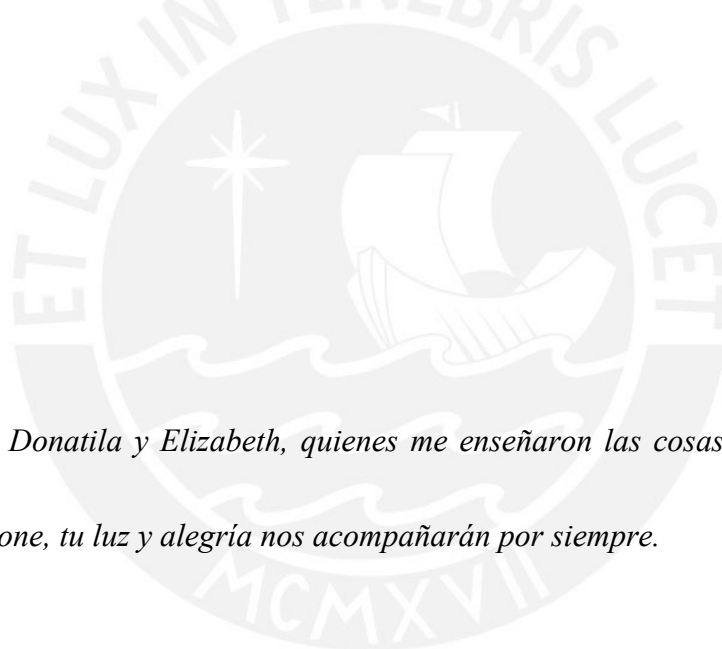 ET LUX IN TENEBRIS LUCET
Donatila y Elizabeth, quienes me enseñaron las cosas
one, tu luz y alegría nos acompañarán por siempre.
MCMXVII